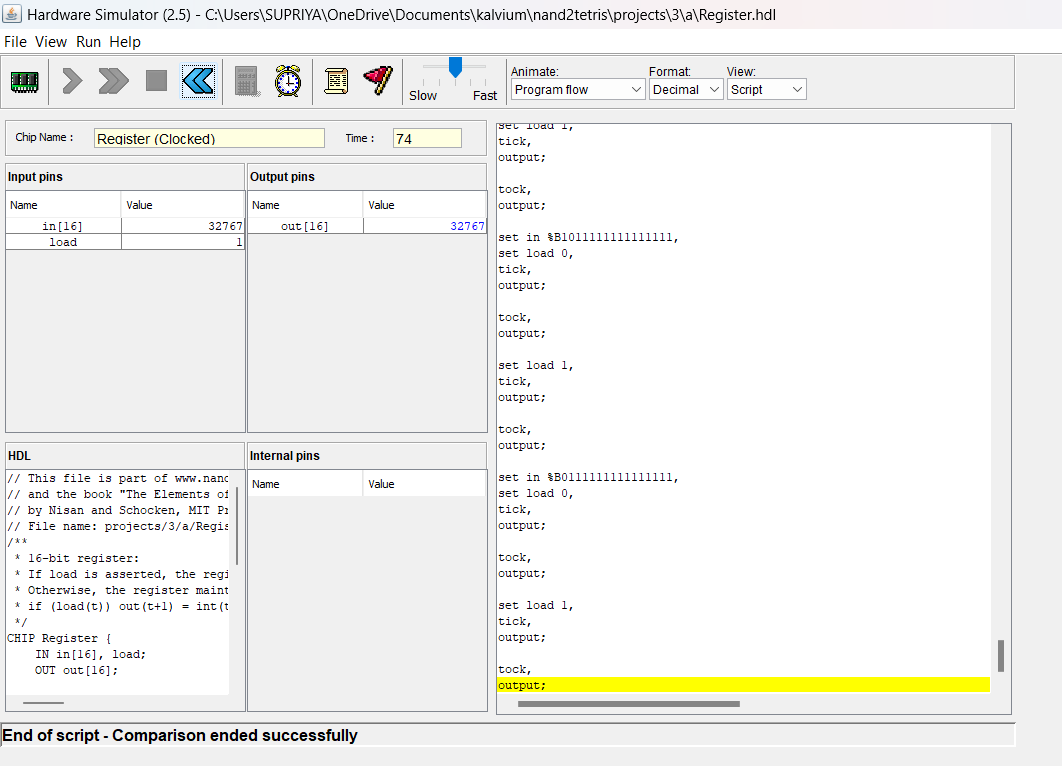 Hardware Simulator (2.5) - C:\Users\SUPRIYA\OneDrive\Documents\kalvium\nand2tetris\projects\3\a\Register.hdl
File View Run Help
Slow Fast
Animate: Format: View:
Program flow Decimal Script
Chip Name : Register (Clocked) Time : 74
Input pins
Name Value
in[16] 32767
load 1
Output pins
Name Value
out[16] 32767
HDL
// This file is part of www.nand
// and the book "The Elements of
// by Nisan and Schocken, MIT Pr
// File name: projects/3/a/Regis
/**
* 16-bit register:
* If load is asserted, the regi
* Otherwise, the register maint
* if (load(t)) out(t+1) = int(t
*/
CHIP Register {
IN in[16], load;
OUT out[16];
Internal pins
Name Value
set load 1,
tick,
output;
tock,
output;
set in %B1011111111111111,
set load 0,
tick,
output;
tock,
output;
set load 1,
tick,
output;
tock,
output;
set in %B0111111111111111,
set load 0,
tick,
output;
tock,
output;
set load 1,
tick,
output;
tock,
output;
End of script - Comparison ended successfully